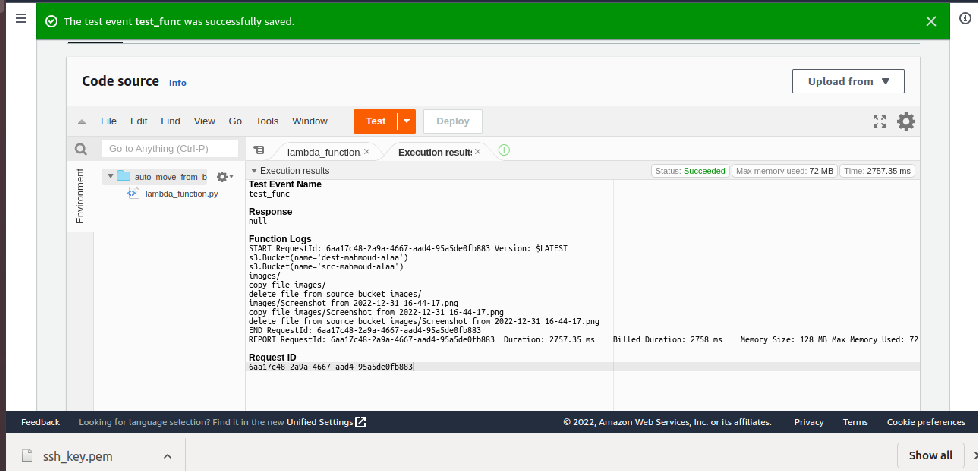 The test event test_func was successfully saved.
Code source Info
Upload from
File Edit Find View Go Tools Window Test Deploy
Go to Anything (Ctrl-P)
lambda_function. × Execution results ×
Environment
auto_move_from_b
lambda_function.py
Execution results
Status: Succeeded Max memory used: 72 MB Time: 2757.35 ms
Test Event Name
test_func
Response
null
Function Logs
START RequestId: 6aa17c48-2a9a-4667-aad4-95a5de0fb883 Version: $LATEST
s3.Bucket(name='dest-mahmoud-alaa')
s3.Bucket(name='src-mahmoud-alaa')
images/
copy file images/
delete file from source bucket images/
images/Screenshot from 2022-12-31 16-44-17.png
copy file images/Screenshot from 2022-12-31 16-44-17.png
delete file from source bucket images/Screenshot from 2022-12-31 16-44-17.png
END RequestId: 6aa17c48-2a9a-4667-aad4-95a5de0fb883
REPORT RequestId: 6aa17c48-2a9a-4667-aad4-95a5de0fb883 Duration: 2757.35 ms Billed Duration: 2758 ms Memory Size: 128 MB Max Memory Used: 72
Request ID
6aa17c48-2a9a-4667-aad4-95a5de0fb883
Feedback Looking for language selection? Find it in the new Unified Settings © 2022, Amazon Web Services, Inc. or its affiliates. Privacy Terms Cookie preferences
ssh_key.pem Show all